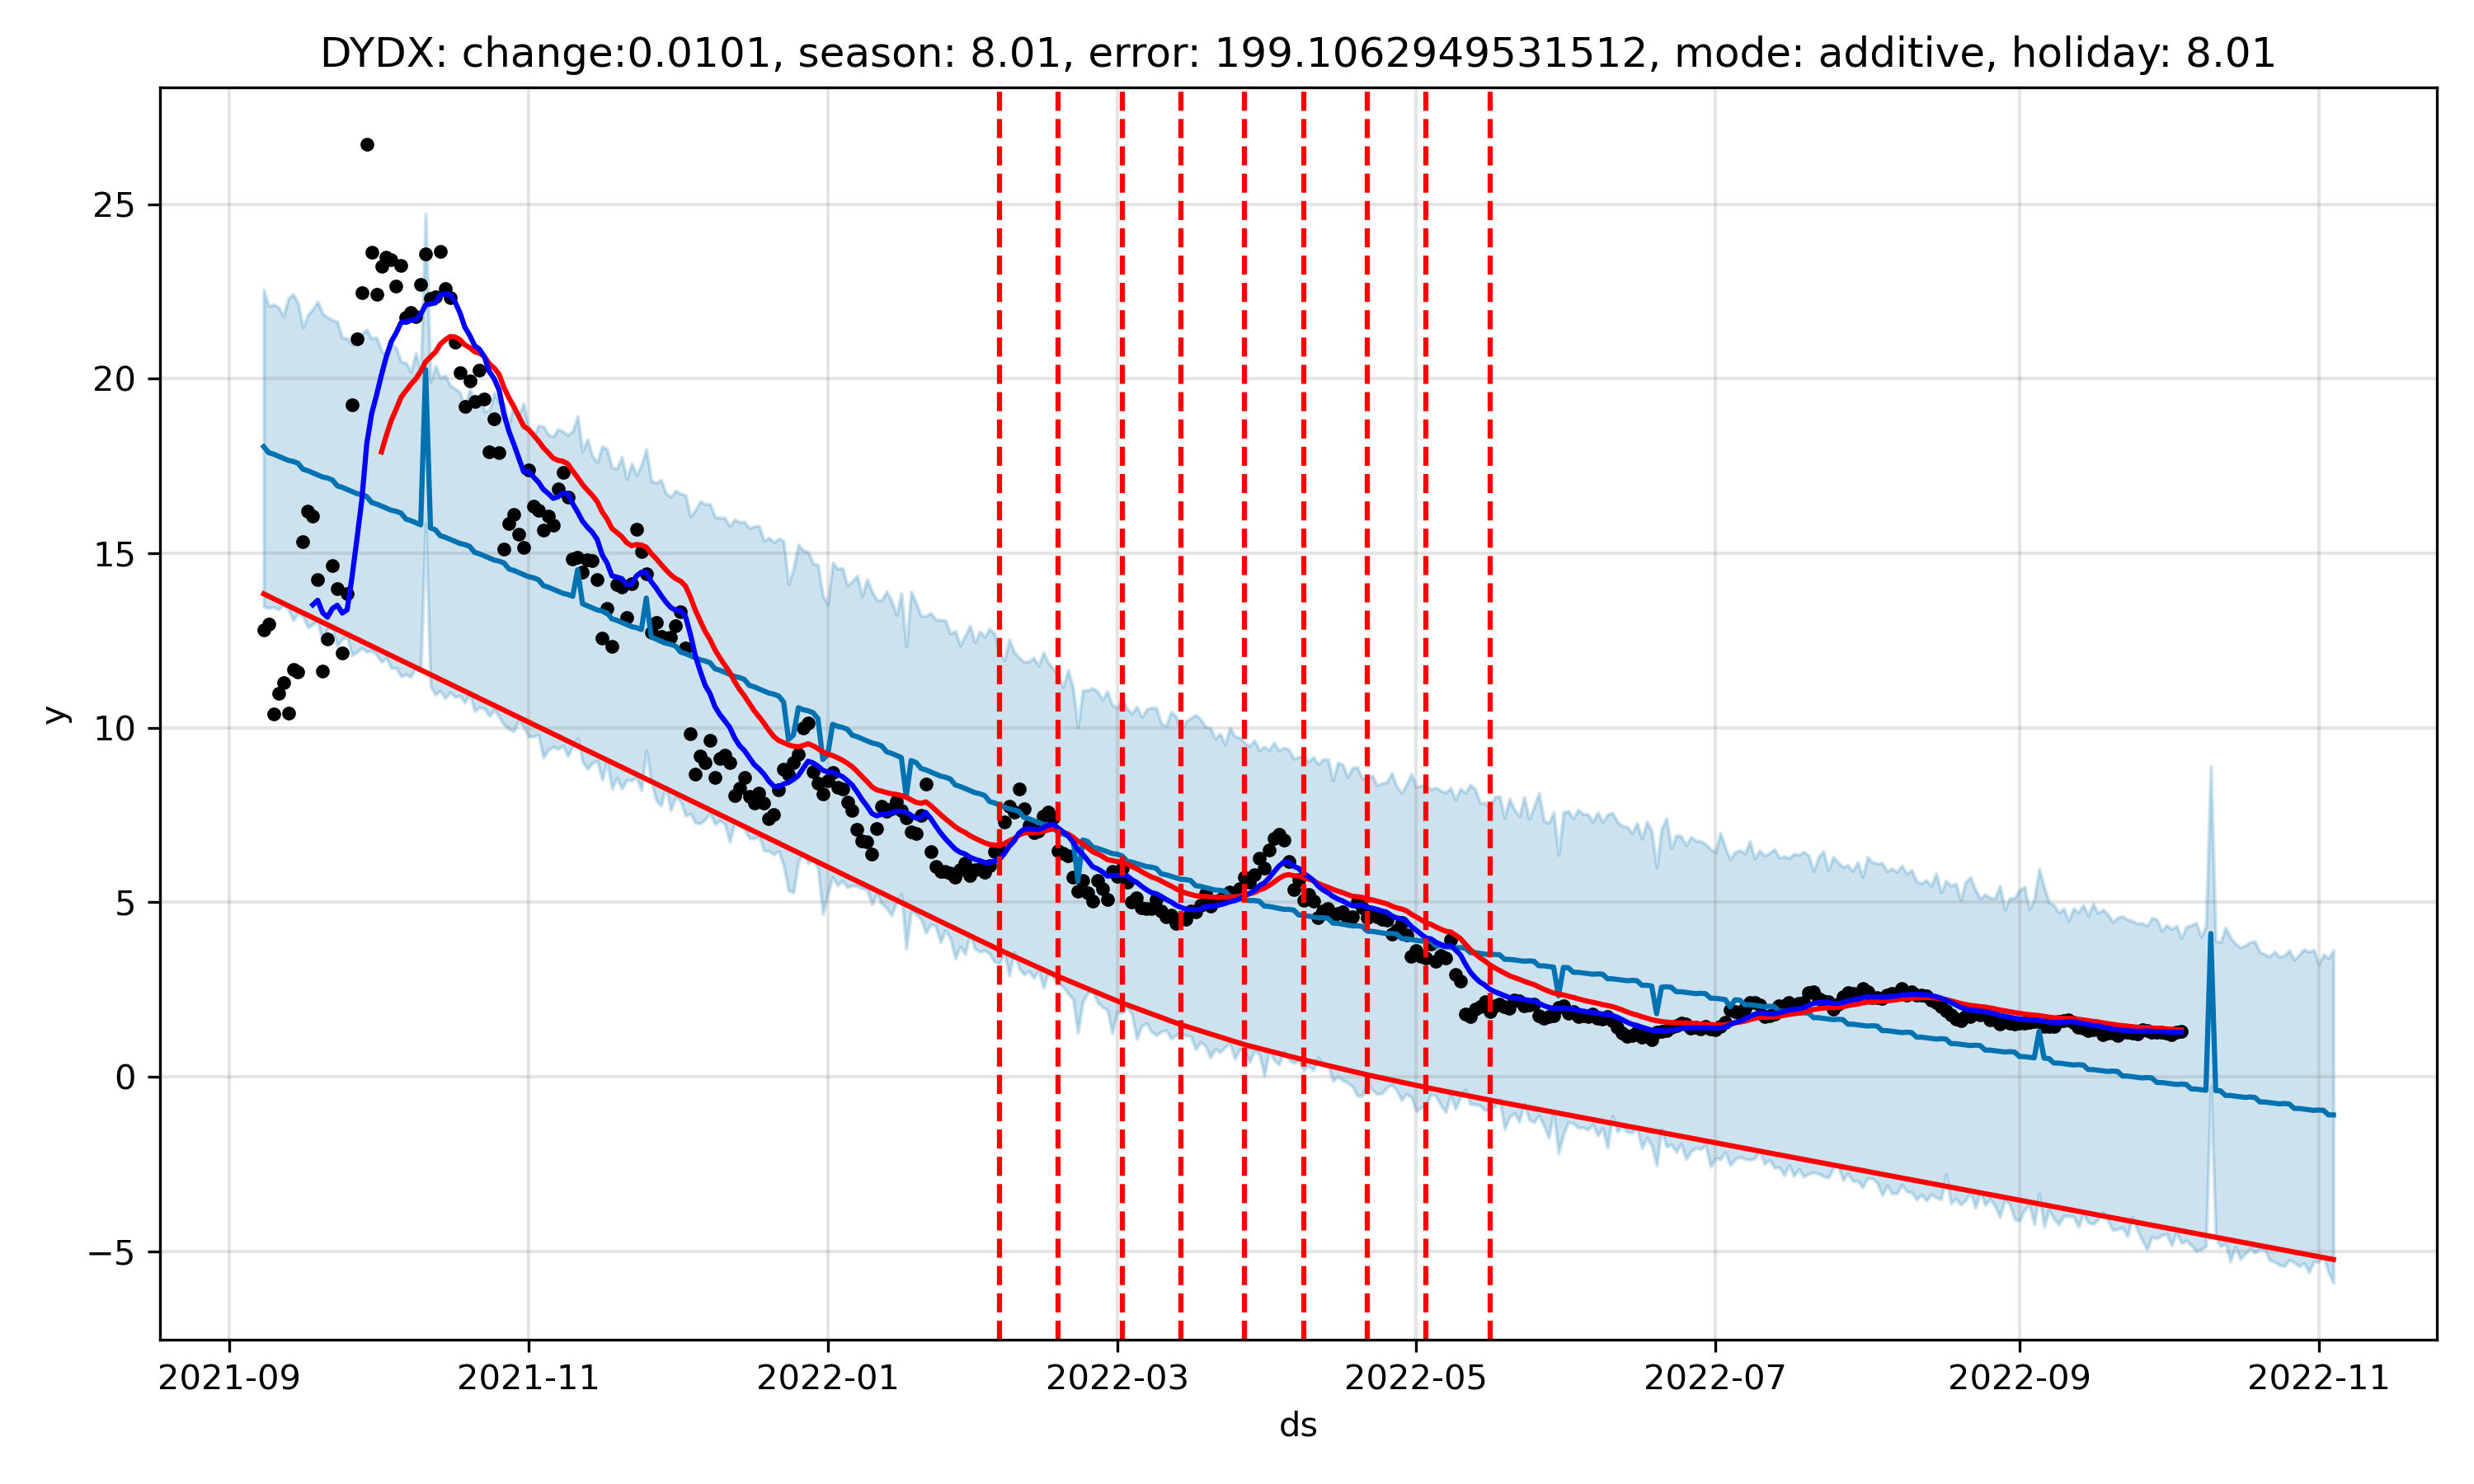 DYDX: change:0.0101, season: 8.01, error: 199.1062949531512, mode: additive, holiday: 8.01
25
20
15
10
5
0
−5
y
2021-09 2021-11 2022-01 2022-03 2022-05 2022-07 2022-09 2022-11
ds